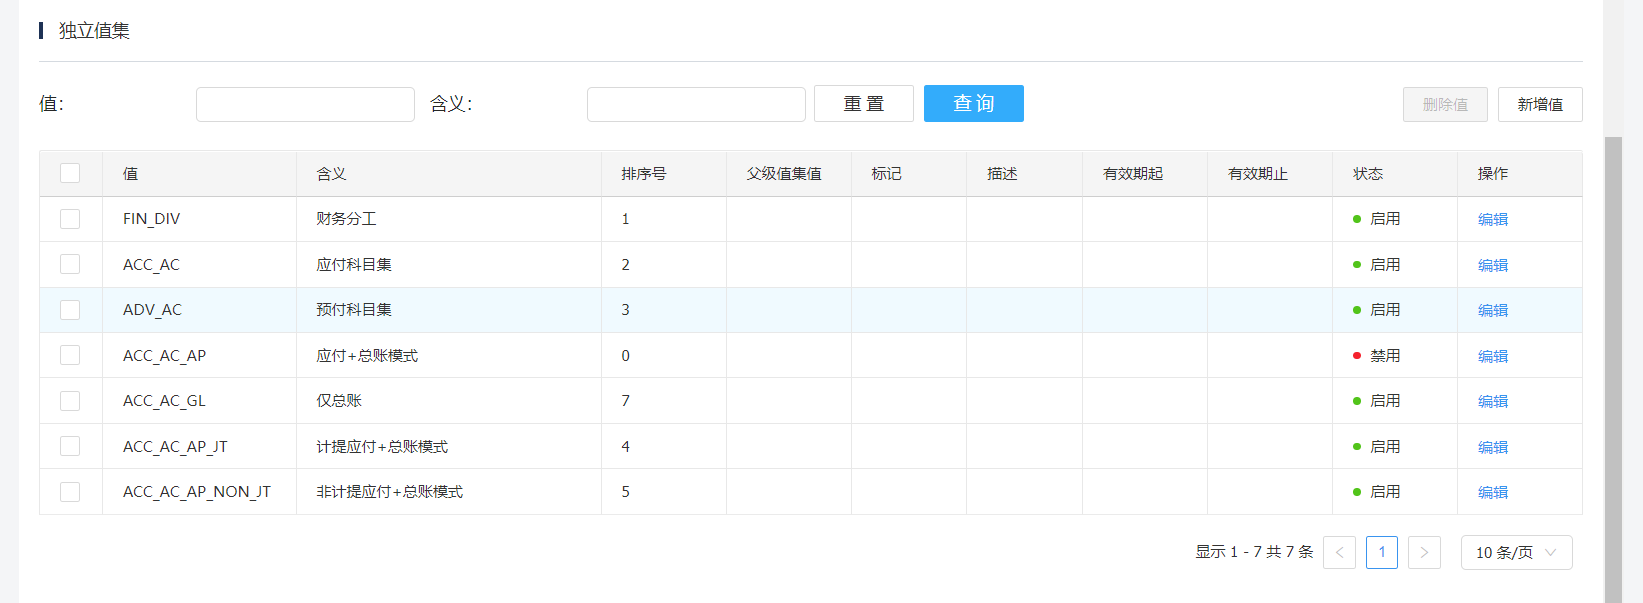 独立值集
值: 含义: 重 置 查 询 删除值 新增值
值 含义 排序号 父级值集值 标记 描述 有效期起 有效期止 状态 操作
FIN_DIV 财务分工 1 启用 编辑
ACC_AC 应付科目集 2 启用 编辑
ADV_AC 预付科目集 3 启用 编辑
ACC_AC_AP 应付+总账模式 0 禁用 编辑
ACC_AC_GL 仅总账 7 启用 编辑
ACC_AC_AP_JT 计提应付+总账模式 4 启用 编辑
ACC_AC_AP_NON_JT 非计提应付+总账模式 5 启用 编辑
显示 1 - 7 共 7 条 < 1 > 10 条/页